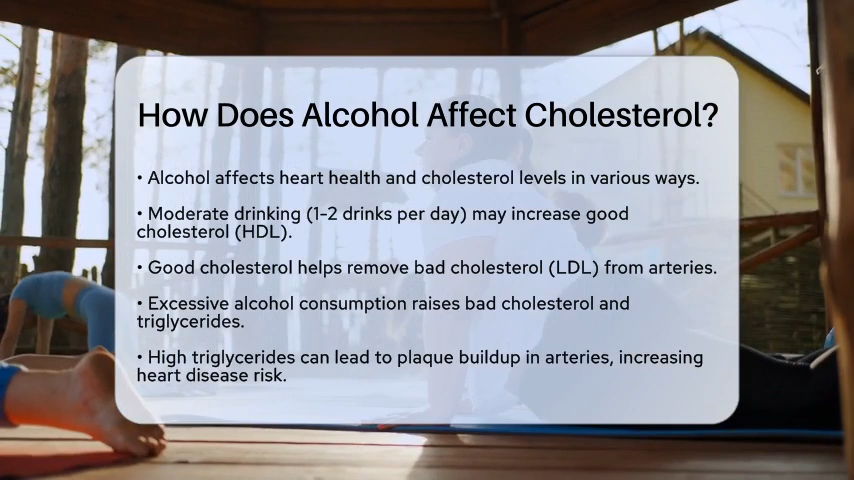 How Does Alcohol Affect Cholesterol?
• Alcohol affects heart health and cholesterol levels in various ways.
• Moderate drinking (1-2 drinks per day) may increase good
cholesterol (HDL).
• Good cholesterol helps remove bad cholesterol (LDL) from arteries.
• Excessive alcohol consumption raises bad cholesterol and
triglycerides.
• High triglycerides can lead to plaque buildup in arteries, increasing
heart disease risk.